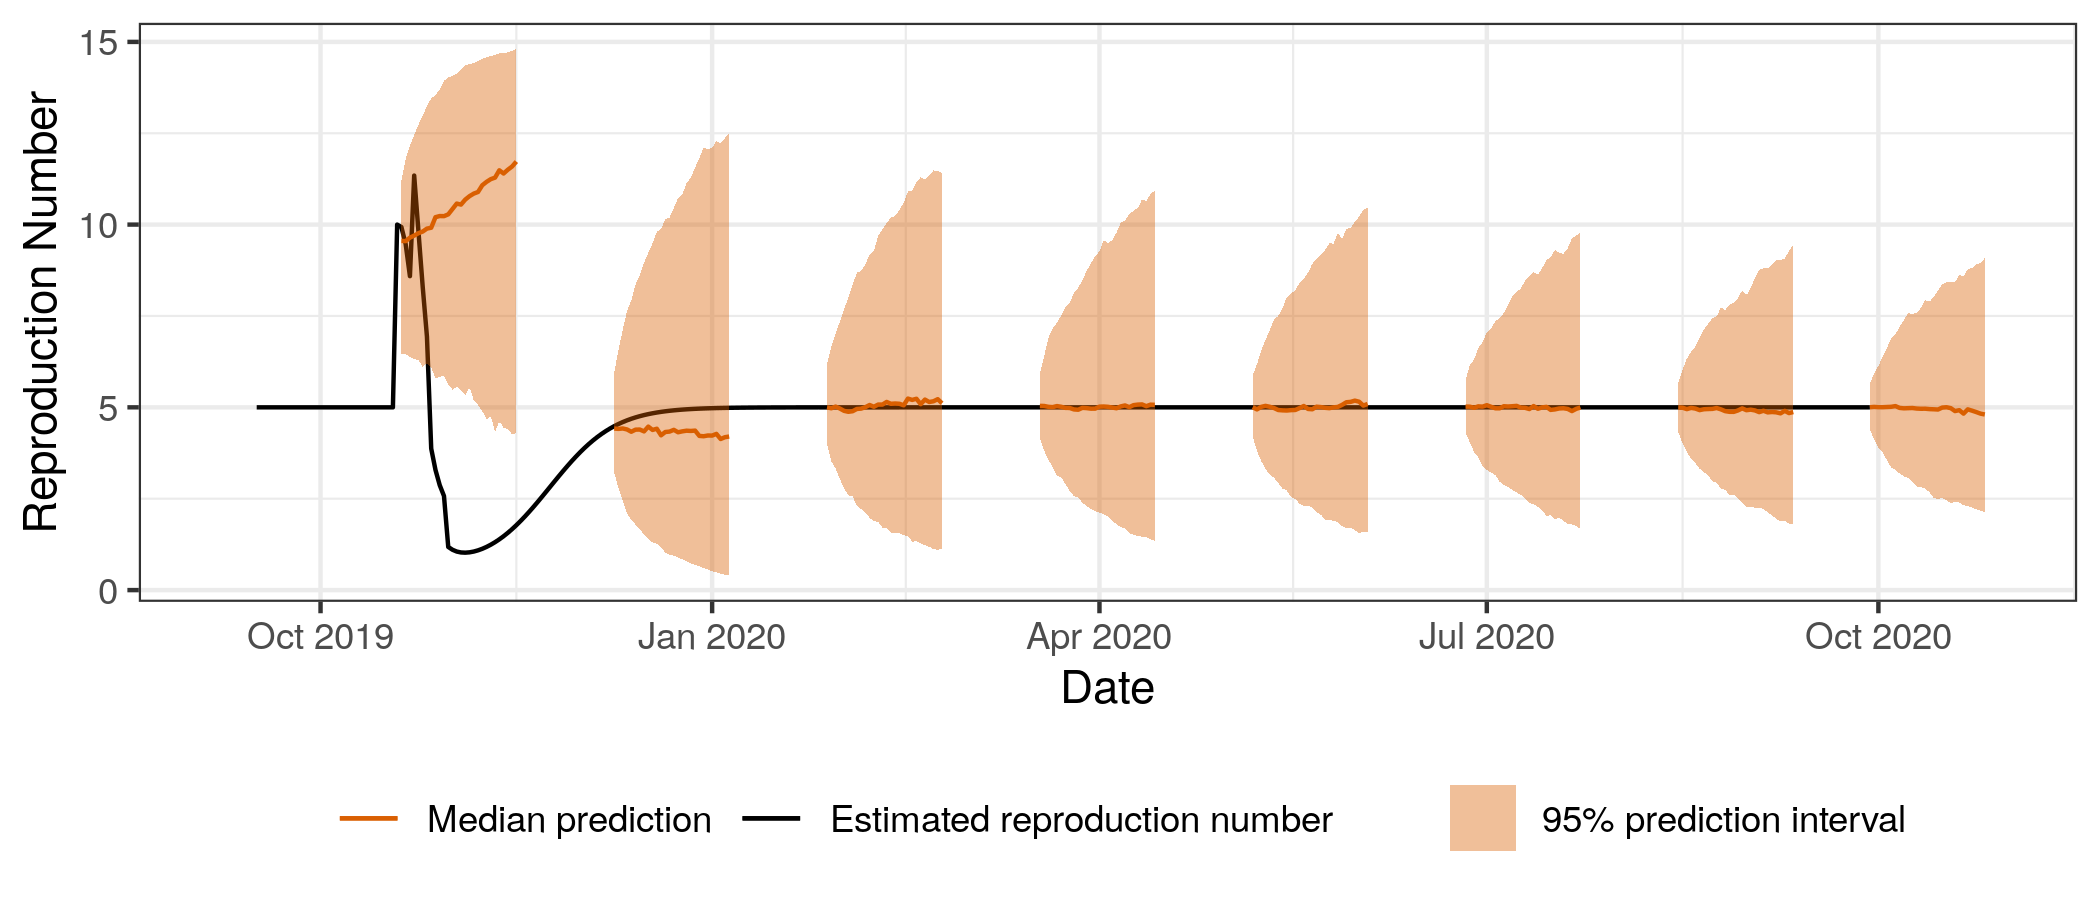 Reproduction Number
15
10
5
0
Oct 2019
Jan 2020
Apr 2020
Jul 2020
Oct 2020
Date
Median prediction
Estimated reproduction number
95% prediction interval